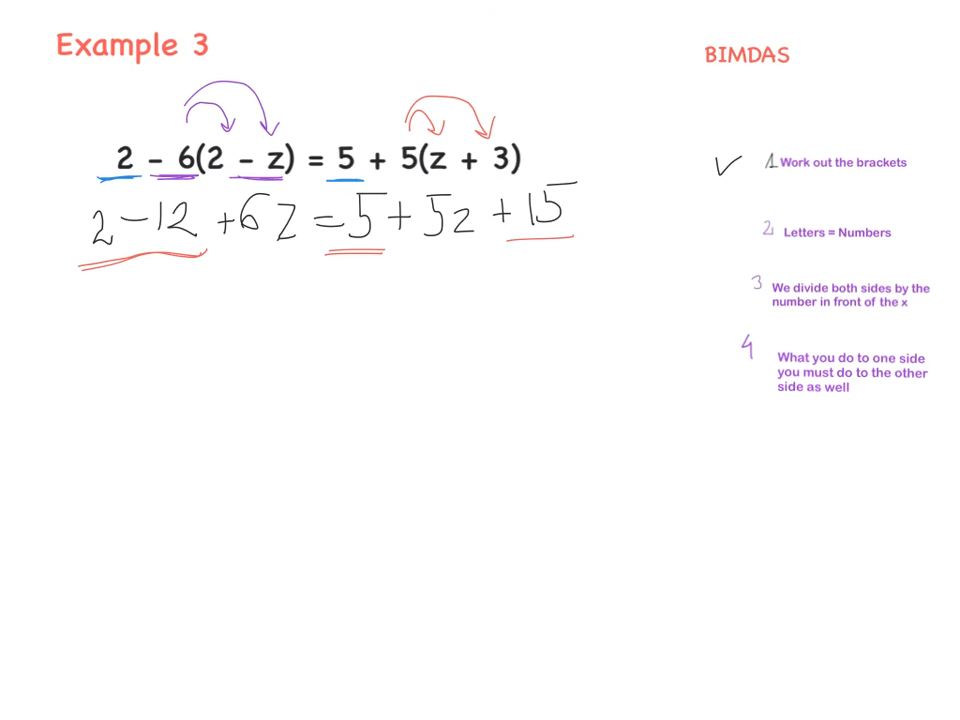 Example 3
BIMDAS
2 - 6(2 - z) = 5 + 5(z + 3)
2 - 12 + 6z = 5 + 5z + 15
1 Work out the brackets
2 Letters = Numbers
3 We divide both sides by the
number in front of the x
4 What you do to one side
you must do to the other
side as well